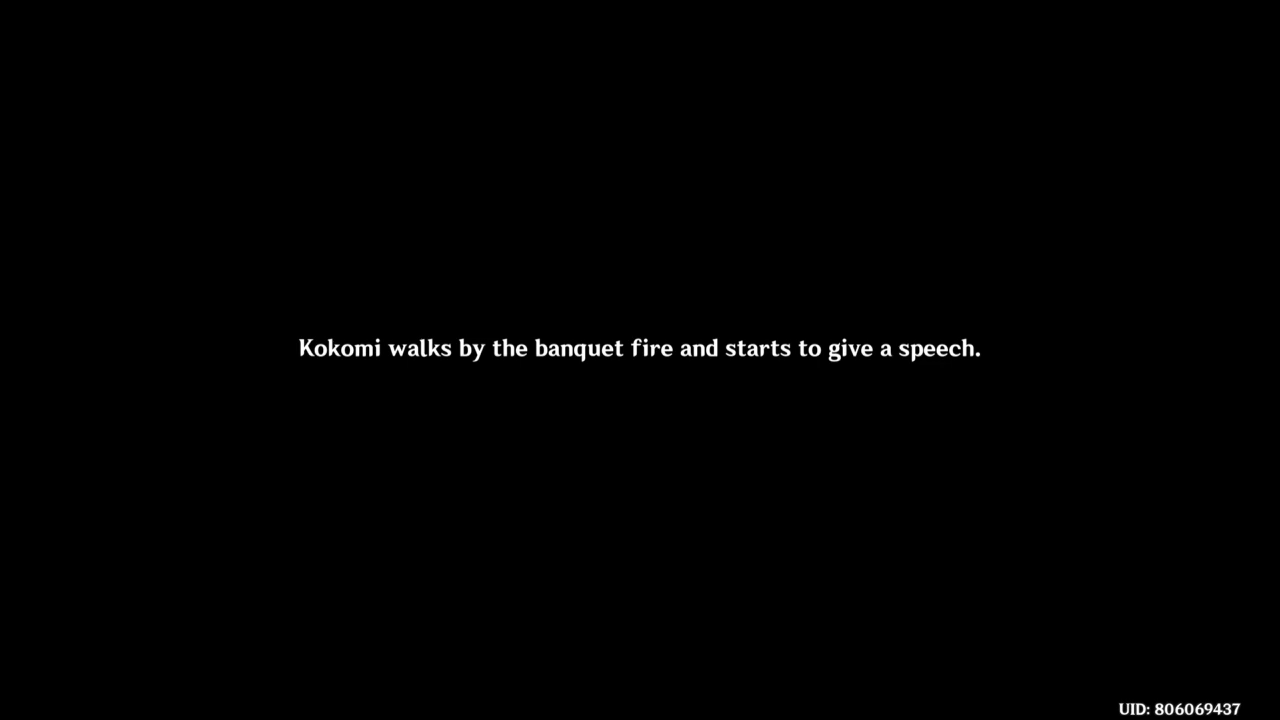 Kokomi walks by the banquet fire and starts to give a speech.
UID: 806069437